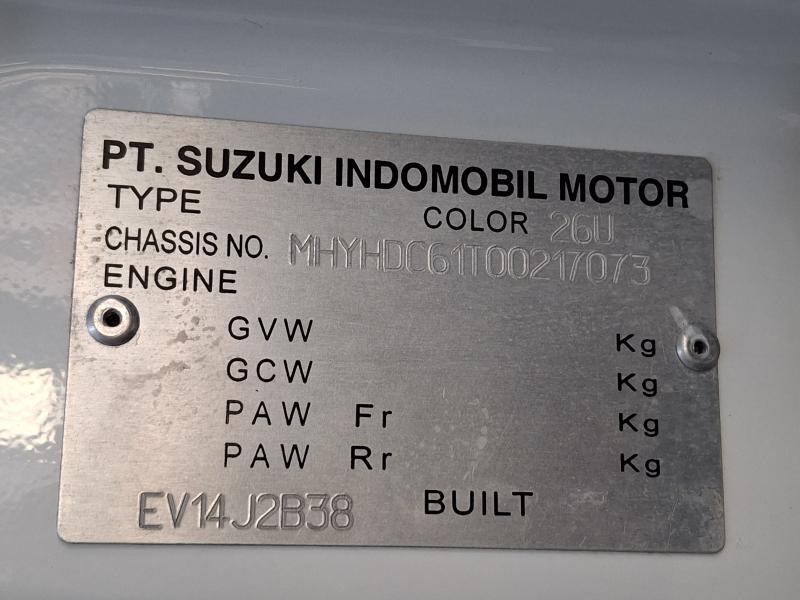 PT. SUZUKI INDOMOBIL MOTOR
TYPE COLOR 26U
CHASSIS NO. MHYHDC61T00217073
ENGINE
GVW Kg
GCW Kg
PAW Fr Kg
PAW Rr Kg
EV14J2B38 BUILT